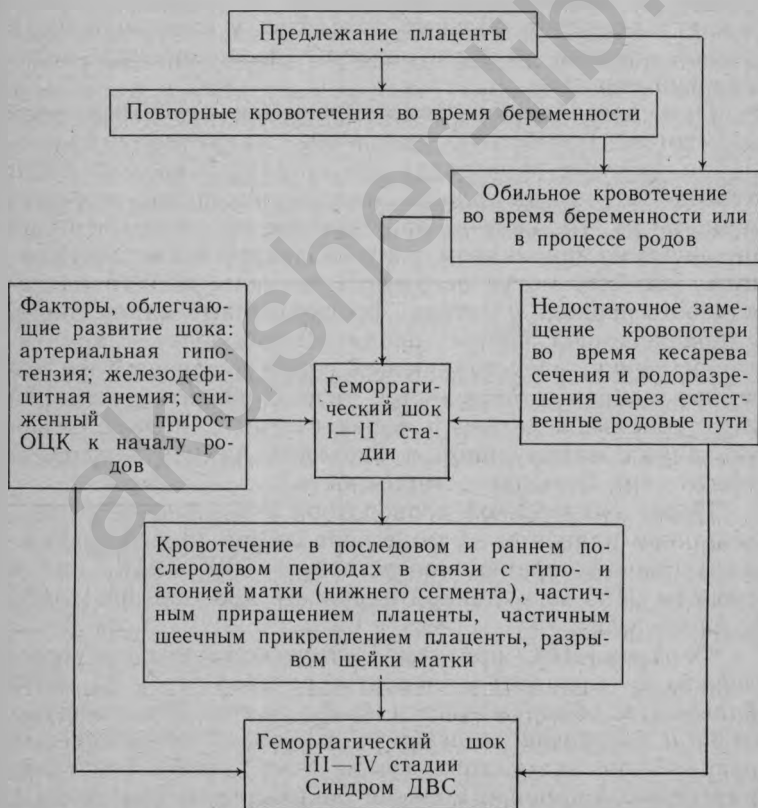 Предлежание плаценты
Повторные кровотечения во время беременности
Обильное кровотечение
во время беременности или
в процессе родов
Факторы, облегчаю-
щие развитие шока:
артериальная гипо-
тензия; железодефи-
цитная анемия; сни-
женный прирост
ОЦК к началу ро-
дов
Геморраги-
ческий шок
I—II ста-
дии
Недостаточное заме-
щение кровопотери
во время кесарева
сечения и родоразре-
шения через естест-
венные родовые пути
Кровотечение в последовом и раннем по-
слеродовом периодах в связи с гипо- и
атонией матки (нижнего сегмента), частич-
ным приращением плаценты, частичным
шеечным прикреплением плаценты, разры-
вом шейки матки
Геморрагический шок
III—IV стадии
Синдром ДВС
akusher-lib.